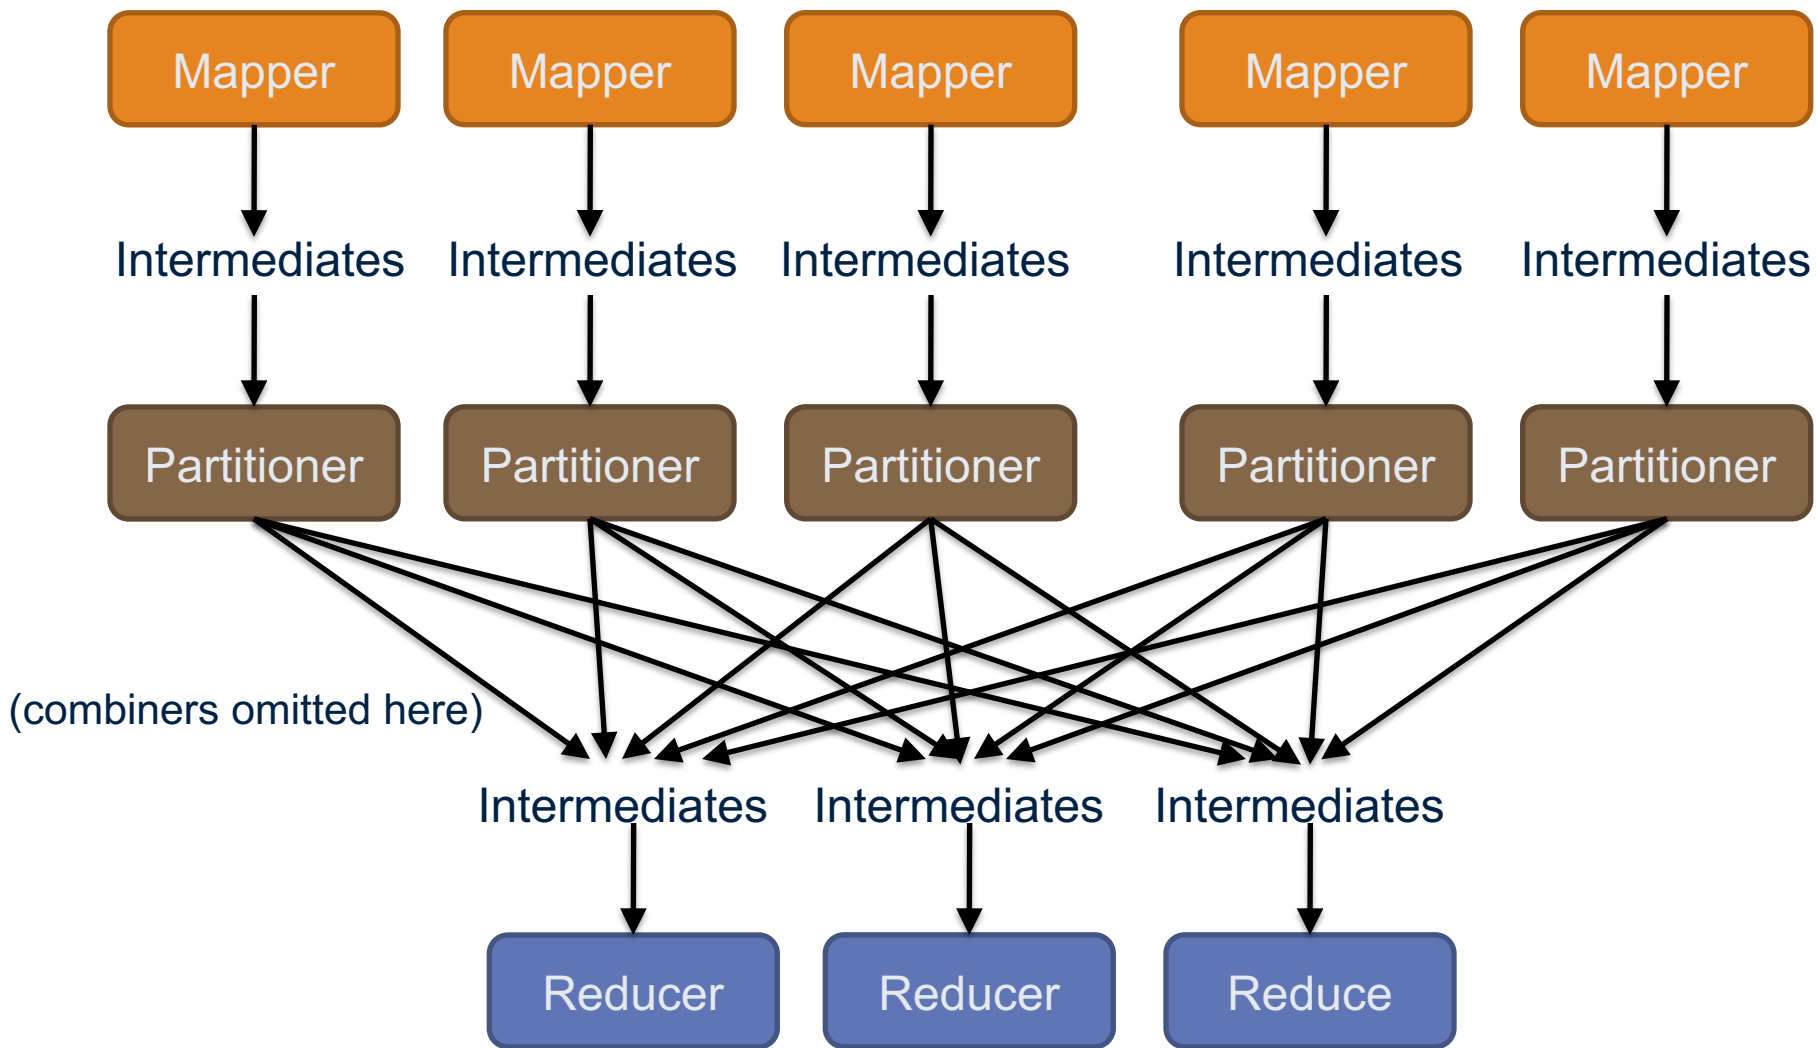 Mapper Mapper Mapper Mapper Mapper
Intermediates Intermediates Intermediates Intermediates Intermediates
Partitioner Partitioner Partitioner Partitioner Partitioner
(combiners omitted here)
Intermediates Intermediates Intermediates
Reducer Reducer Reduce